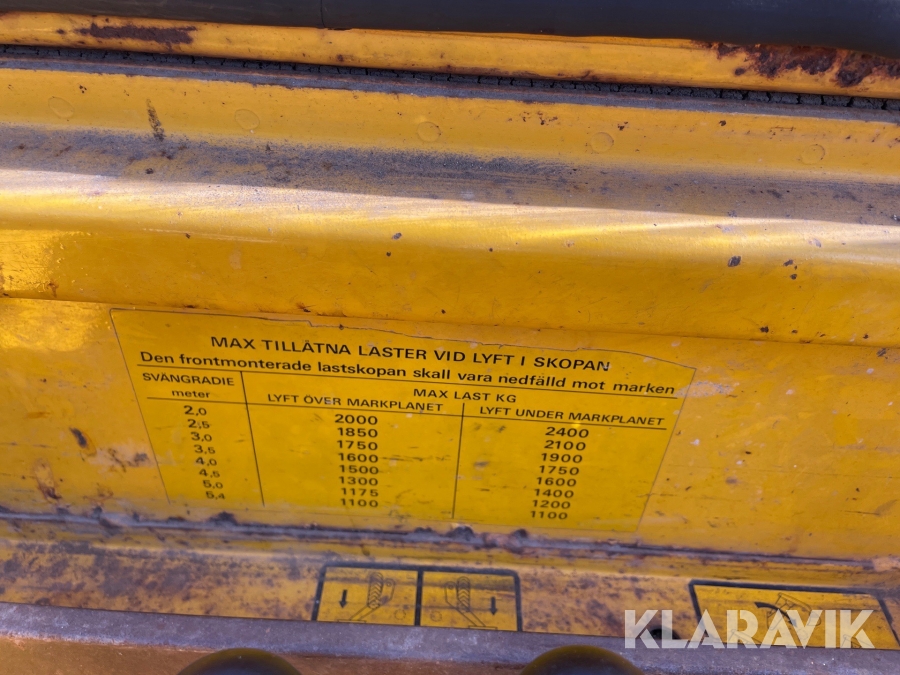 MAX TILLÅTNA LASTER VID LYFT I SKOPAN
Den frontmonterade lastskopan skall vara nedfälld mot marken
SVÄNGRADIE meter MAX LAST KG
LYFT ÖVER MARKPLANET LYFT UNDER MARKPLANET
2,0 2000 2400
2,5 1850 2100
3,0 1750 1900
3,5 1600 1750
4,0 1500 1600
4,5 1300 1400
5,0 1175 1200
5,4 1100 1100
KLARAVIK